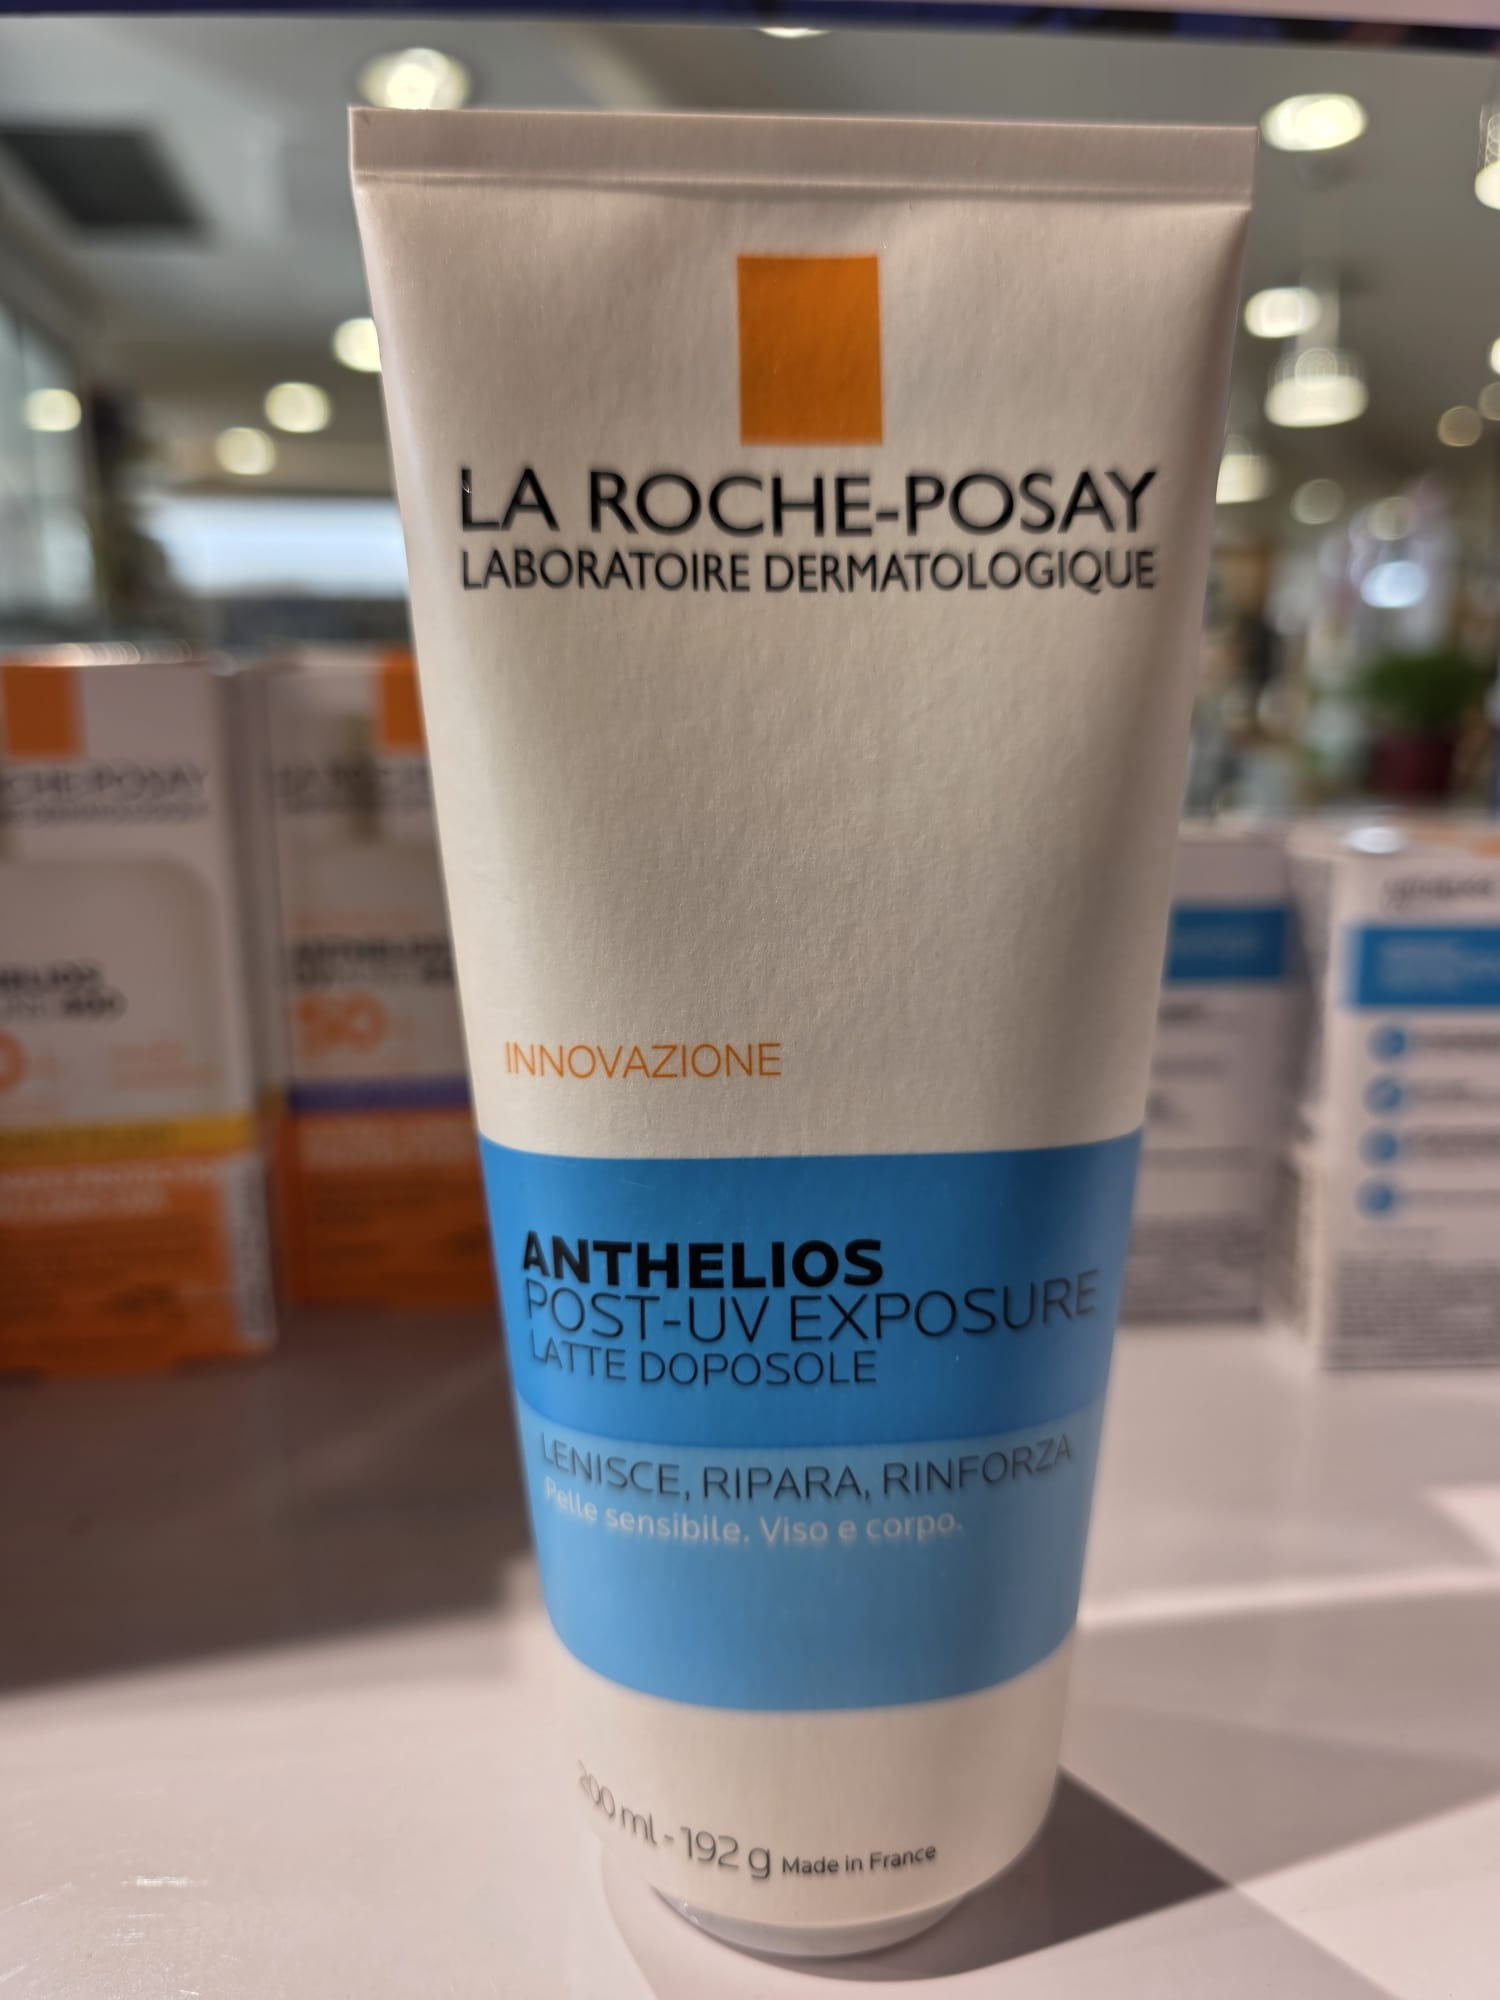 LA ROCHE-POSAY
LABORATOIRE DERMATOLOGIQUE
INNOVAZIONE
ANTHELIOS
POST-UV EXPOSURE
LATTE DOPOSOLE
LENISCE, RIPARA, RINFORZA
Pelle sensibile. Viso e corpo.
200 ml - 192 g Made in France